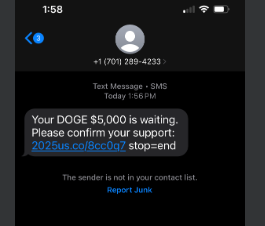 1:58
3
+1 (701) 289-4233 >
Text Message • SMS
Today 1:56 PM
Your DOGE $5,000 is waiting.
Please confirm your support:
2025us.co/8cc0q7 stop=end
The sender is not in your contact list.
Report Junk